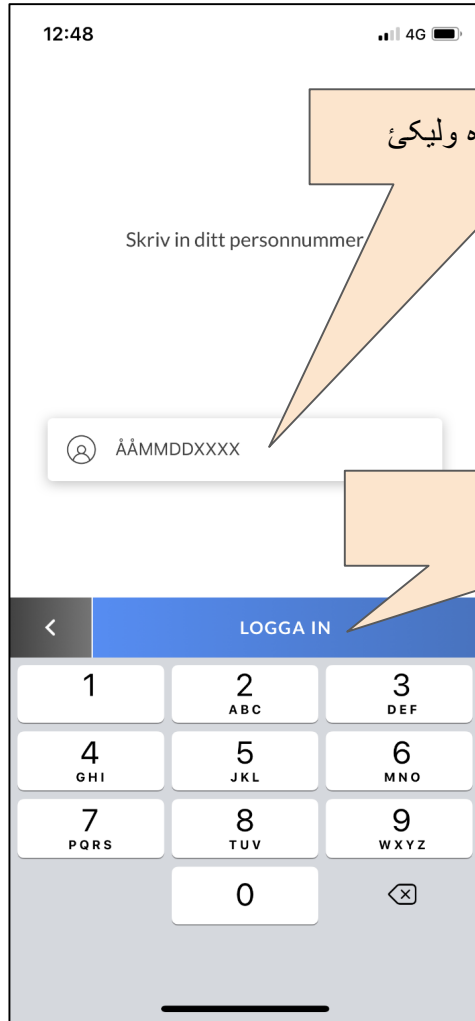 12:48
4G
وليكئ
Skriv in ditt personnummer
ÅÅMMDDXXXX
LOGGA IN
1
2
ABC
3
DEF
4
GHI
5
JKL
6
MNO
7
PQRS
8
TUV
9
WXYZ
0